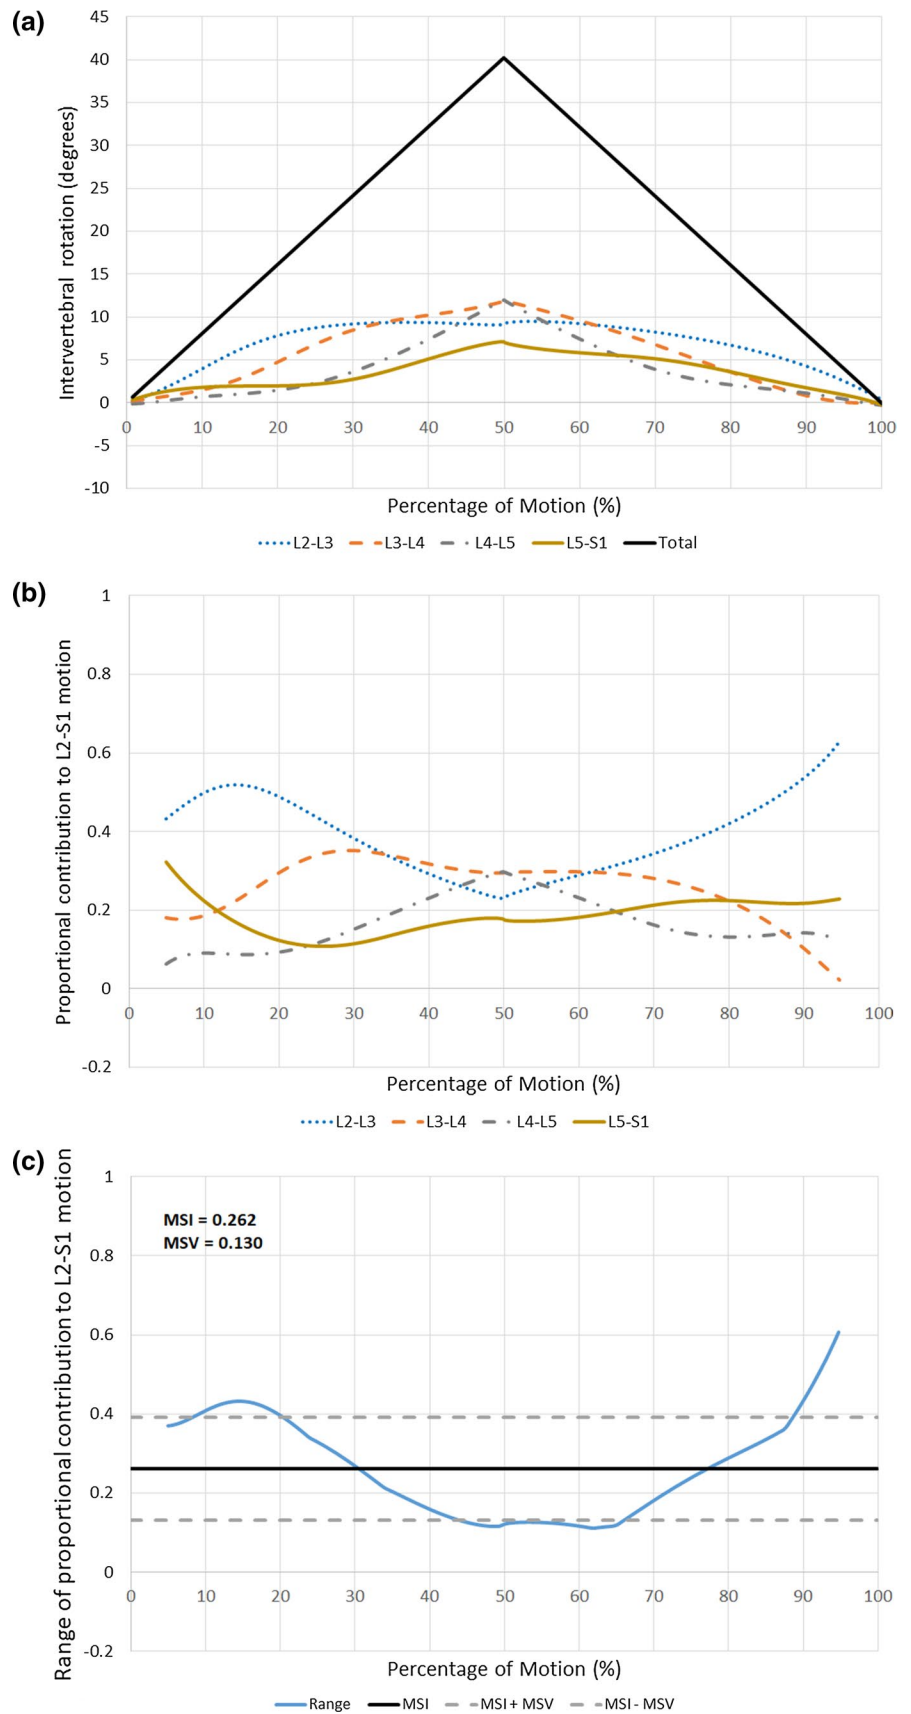 (a)
Intervertebral rotation (degrees)
45
40
35
30
25
20
15
10
5
0
-5
-10
0 10 20 30 40 50 60 70 80 90 100
Percentage of Motion (%)
L2-L3 L3-L4 L4-L5 L5-S1 Total
(b)
Proportional contribution to L2-S1 motion
1
0.8
0.6
0.4
0.2
0
-0.2
0 10 20 30 40 50 60 70 80 90 100
Percentage of Motion (%)
L2-L3 L3-L4 L4-L5 L5-S1
(c)
Range of proportional contribution to L2-S1 motion
1
0.8
0.6
0.4
0.2
0
-0.2
MSI = 0.262
MSV = 0.130
0 10 20 30 40 50 60 70 80 90 100
Percentage of Motion (%)
Range MSI MSI + MSV MSI - MSV